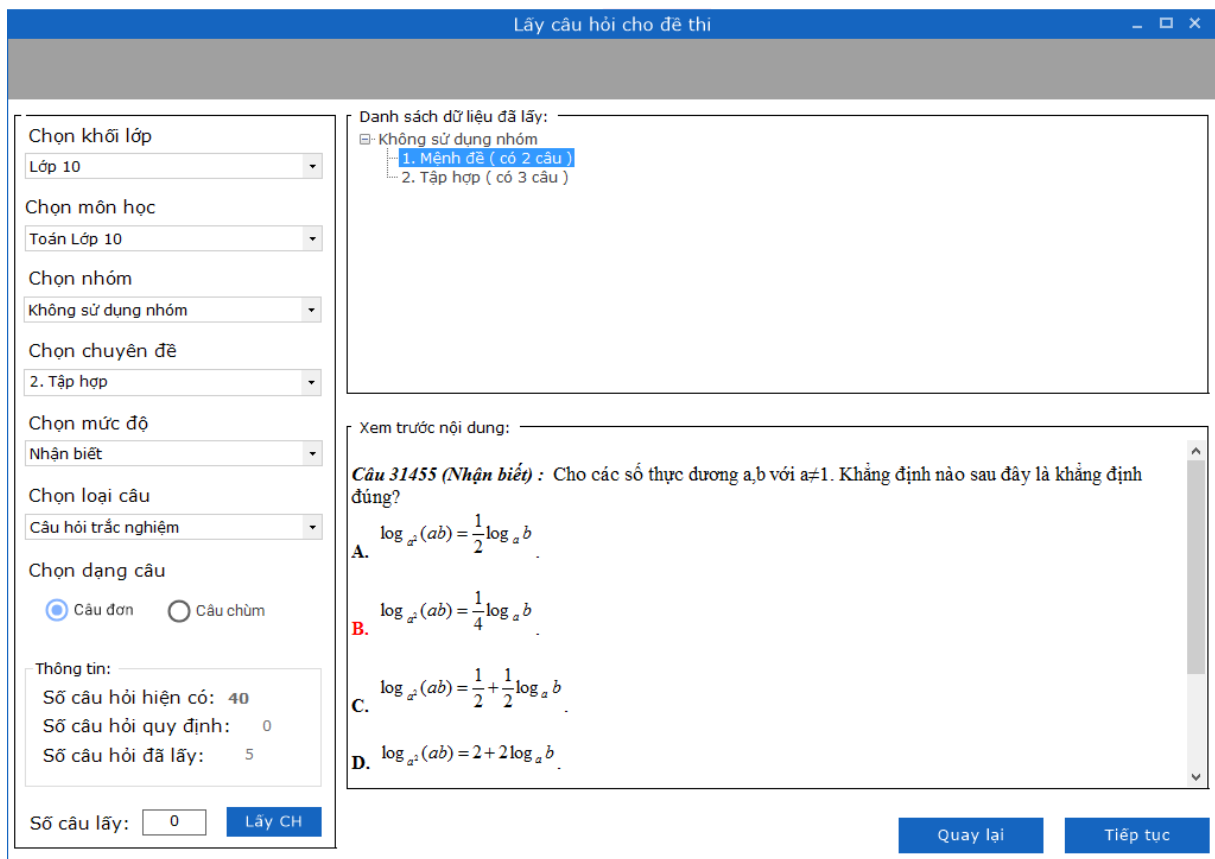 Lấy câu hỏi cho đề thi
Chọn khối lớp
Lớp 10
Chọn môn học
Toán Lớp 10
Chọn nhóm
Không sử dụng nhóm
Chọn chuyên đề
2. Tập hợp
Chọn mức độ
Nhận biết
Chọn loại câu
Câu hỏi trắc nghiệm
Chọn dạng câu
Câu đơn Câu chùm
Thông tin:
Số câu hỏi hiện có: 40
Số câu hỏi quy định: 0
Số câu hỏi đã lấy: 5
Số câu lấy: 0 Lấy CH
Danh sách dữ liệu đã lấy:
Không sử dụng nhóm
1. Mệnh đề ( có 2 câu )
2. Tập hợp ( có 3 câu )
Xem trước nội dung:
Câu 31455 (Nhận biết) : Cho các số thực dương a,b với a≠1. Khẳng định nào sau đây là khẳng định
đúng?
A. log_{a²}(ab) = 1/2 log_a b .
B. log_{a²}(ab) = 1/4 log_a b .
C. log_{a²}(ab) = 1/2 + 1/2 log_a b .
D. log_{a²}(ab) = 2 + 2 log_a b .
Quay lại Tiếp tục